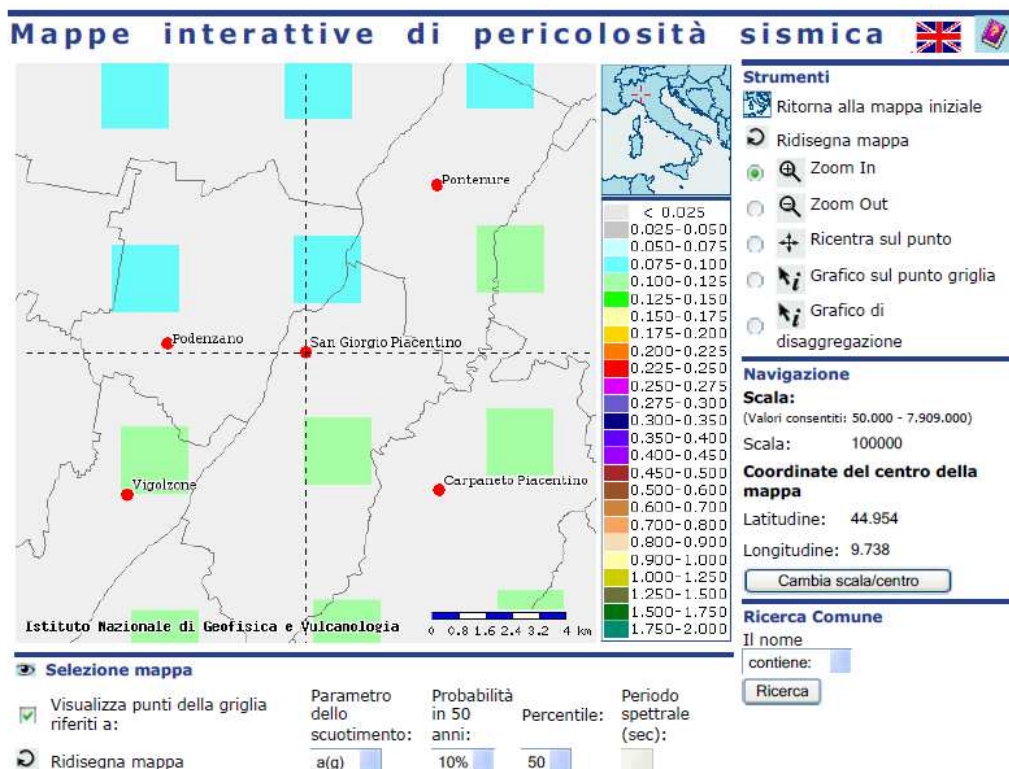 Mappe interattive di pericolosità sismica
Pontenure
Podenzano
San Giorgio Piacentino
Vigolzone
Carpaneto Piacentino
Istituto Nazionale di Geofisica e Vulcanologia
0 0.8 1.6 2.4 3.2 4 km
< 0.025
0.025-0.050
0.050-0.075
0.075-0.100
0.100-0.125
0.125-0.150
0.150-0.175
0.175-0.200
0.200-0.225
0.225-0.250
0.250-0.275
0.275-0.300
0.300-0.350
0.350-0.400
0.400-0.450
0.450-0.500
0.500-0.600
0.600-0.700
0.700-0.800
0.800-0.900
0.900-1.000
1.000-1.250
1.250-1.500
1.500-1.750
1.750-2.000
Strumenti
Ritorna alla mappa iniziale
Ridisegna mappa
Zoom In
Zoom Out
Ricentra sul punto
Grafico sul punto griglia
Grafico di
disaggregazione
Navigazione
Scala:
(Valori consentiti: 50.000 - 7.909.000)
Scala: 100000
Coordinate del centro della
mappa
Latitudine: 44.954
Longitudine: 9.738
Cambia scala/centro
Ricerca Comune
Il nome
contiene:
Ricerca
Selezione mappa
Visualizza punti della griglia
riferiti a:
Ridisegna mappa
Parametro
dello
scuotimento:
a(g)
Probabilità
in 50
anni:
10%
Percentile:
50
Periodo
spettrale
(sec):